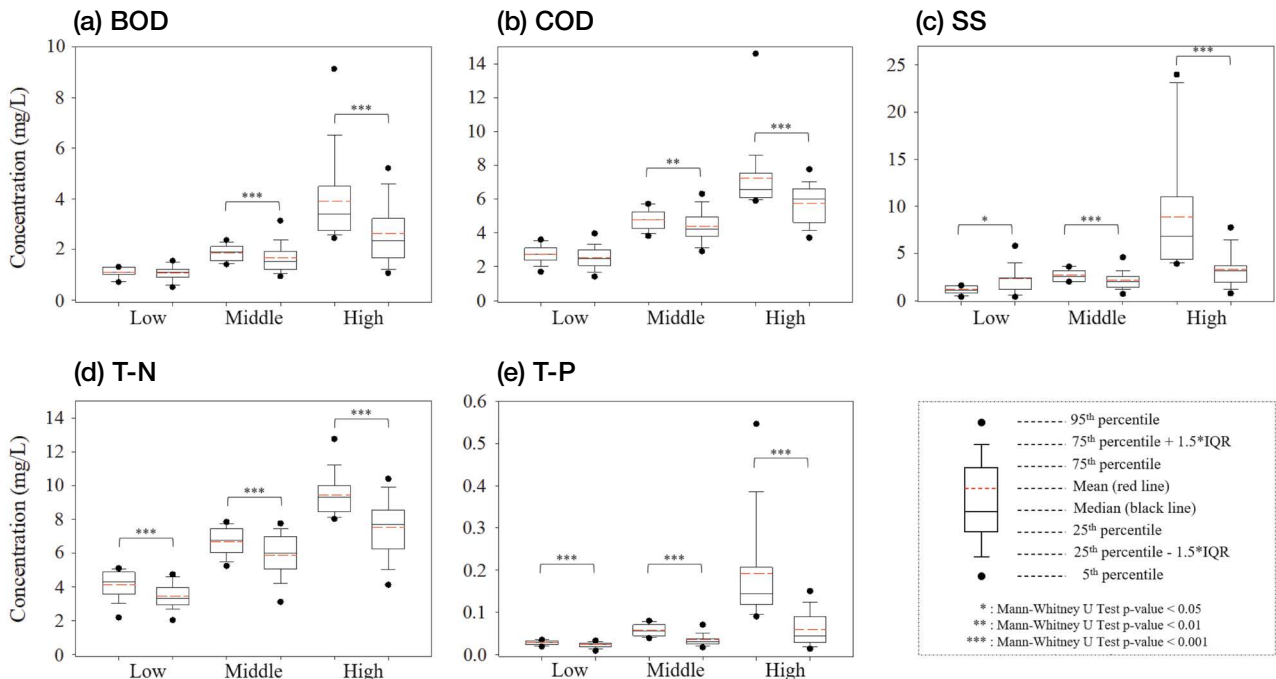 (a) BOD
(b) COD
(c) SS
Concentration (mg/L)
10
8
6
4
2
0
***
***
Low
Middle
High
14
12
10
8
6
4
2
0
**
***
Low
Middle
High
25
20
15
10
5
0
*
***
***
Low
Middle
High
(d) T-N
(e) T-P
Concentration (mg/L)
14
12
10
8
6
4
2
0
***
***
***
Low
Middle
High
0.6
0.5
0.4
0.3
0.2
0.1
0.0
***
***
***
Low
Middle
High
95th percentile
75th percentile + 1.5*IQR
75th percentile
Mean (red line)
Median (black line)
25th percentile
25th percentile - 1.5*IQR
5th percentile
* : Mann-Whitney U Test p-value < 0.05
** : Mann-Whitney U Test p-value < 0.01
*** : Mann-Whitney U Test p-value < 0.001